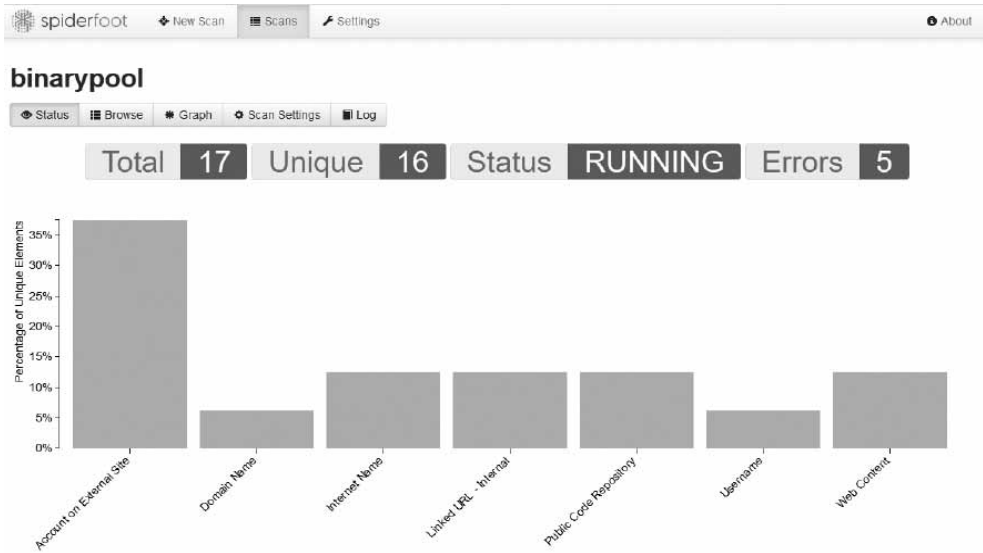 spiderfoot New Scan Scans Settings About
binarypool
Status Browse Graph Scan Settings Log
Total 17 Unique 16 Status RUNNING Errors 5
Percentage of Unique Elements
35%
30%
25%
20%
15%
10%
5%
0%
Account on External Site
Domain Name
Internet Name
Linked URL - Internal
Public Code Repository
Username
Web Content